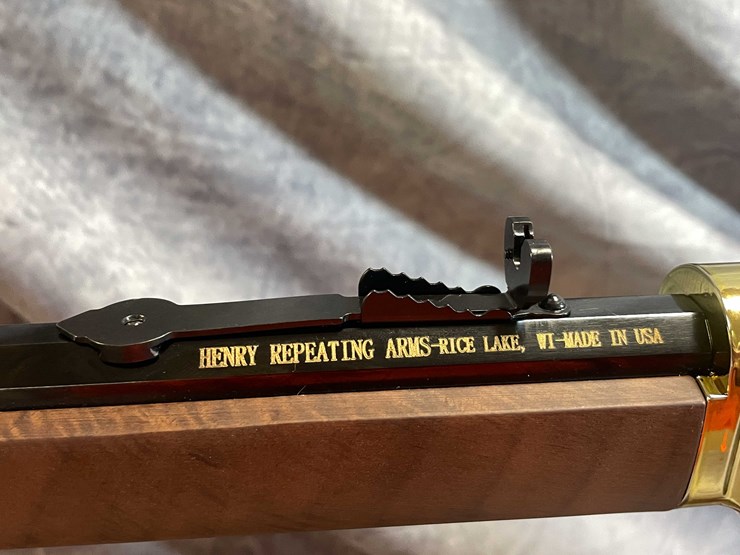 HENRY REPEATING ARMS-RICE LAKE, WI-MADE IN USA